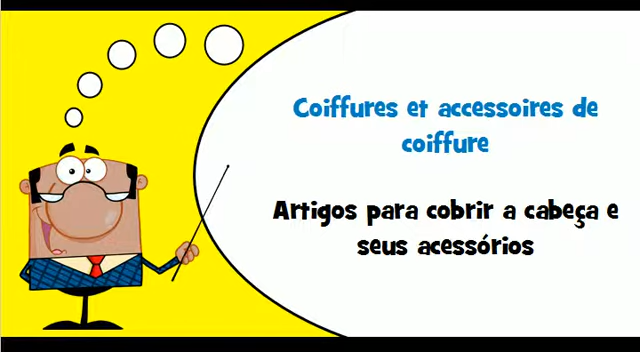 Coiffures et accessoires de
coiffure
Artigos para cobrir a cabeça e
seus acessórios